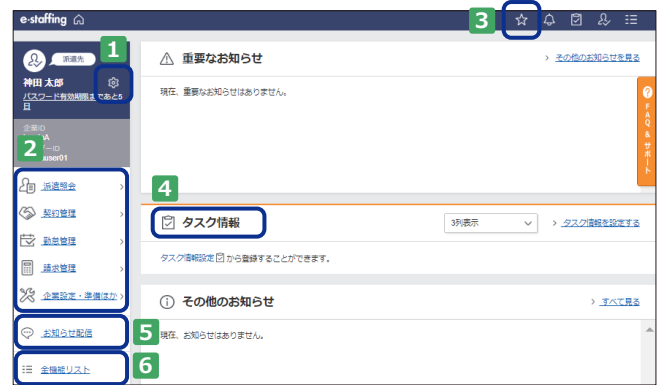 e-staffing
3
派遣先
1
神田 太郎
パスワード有効期限まであと5
日
企業ID
A
ーID
user01
2
派遣照会
契約管理
勤怠管理
請求管理
企業設定・準備ほか
お知らせ配信
5
全機能リスト
6
重要なお知らせ
その他のお知らせを見る
現在、重要なお知らせはありません。
FAQ & サポート
4
タスク情報
3列表示
タスク情報を設定する
タスク情報設定 から登録することができます。
その他のお知らせ
すべて見る
現在、お知らせはありません。